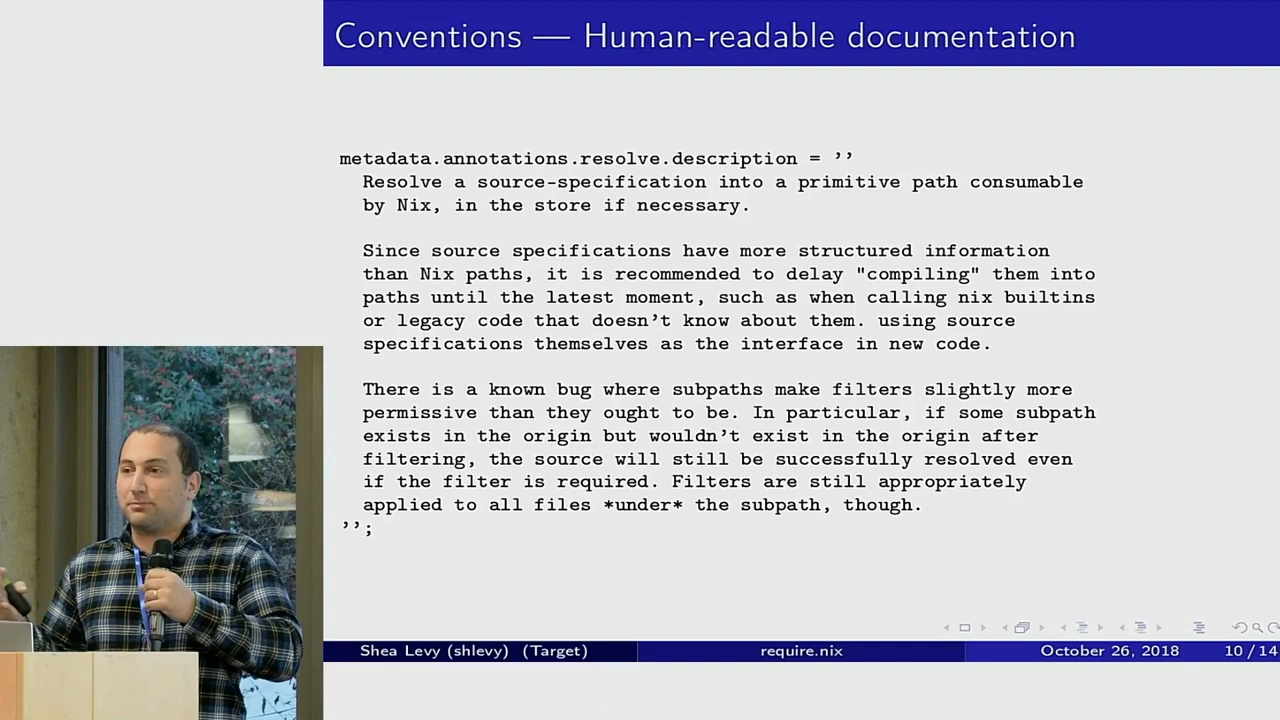 Conventions — Human-readable documentation
metadata.annotations.resolve.description = ’’
Resolve a source-specification into a primitive path consumable
by Nix, in the store if necessary.
Since source specifications have more structured information
than Nix paths, it is recommended to delay "compiling" them into
paths until the latest moment, such as when calling nix builtins
or legacy code that doesn’t know about them. using source
specifications themselves as the interface in new code.
There is a known bug where subpaths make filters slightly more
permissive than they ought to be. In particular, if some subpath
exists in the origin but wouldn’t exist in the origin after
filtering, the source will still be successfully resolved even
if the filter is required. Filters are still appropriately
applied to all files *under* the subpath, though.
’’;
Shea Levy (shlevy) (Target) require.nix October 26, 2018 10 / 14